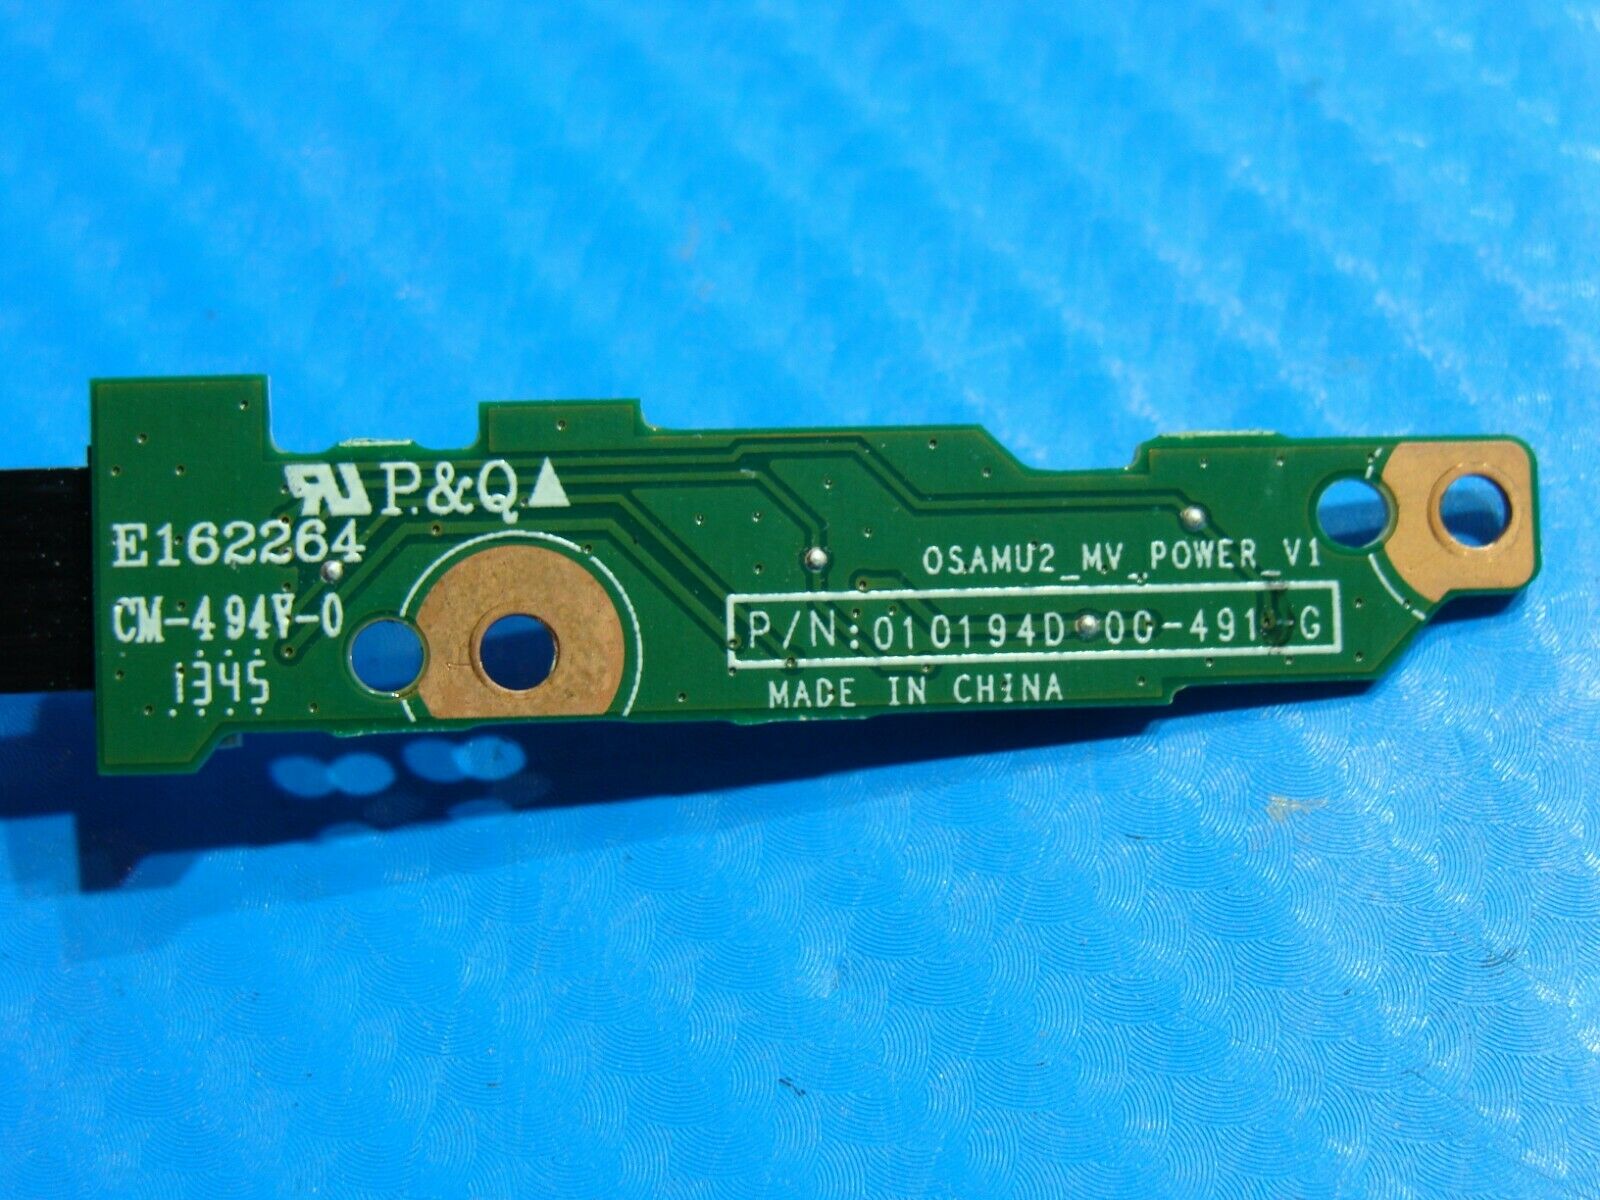 P.&Q▲
E162264
CM-494V-0
1345
OSAMU2_MV_POWER_V1
MADE IN CHINA